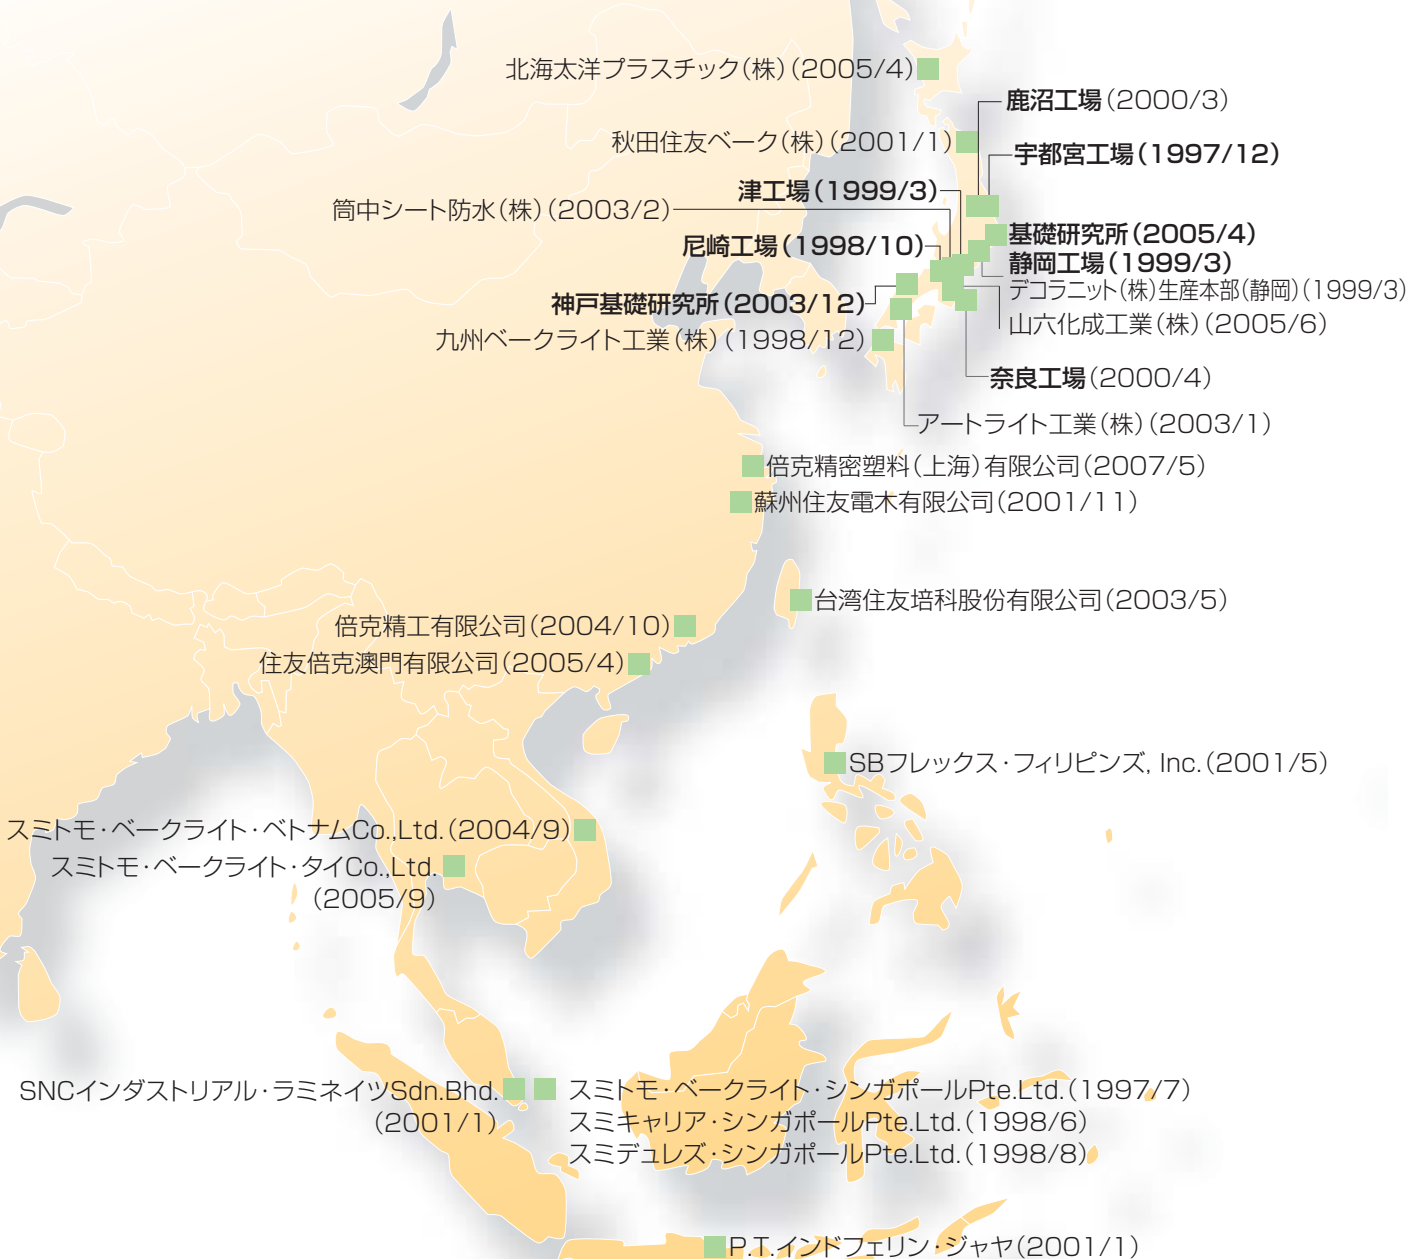 北海太洋プラスチック(株)(2005/4)
鹿沼工場(2000/3)
秋田住友ベーク(株)(2001/1)
宇都宮工場(1997/12)
津工場(1999/3)
筒中シート防水(株)(2003/2)
基礎研究所(2005/4)
尼崎工場(1998/10)
静岡工場(1999/3)
デコラニット(株)生産本部(静岡)(1999/3)
神戸基礎研究所(2003/12)
山六化成工業(株)(2005/6)
九州ベークライト工業(株)(1998/12)
奈良工場(2000/4)
アートライト工業(株)(2003/1)
倍克精密塑料(上海)有限公司(2007/5)
蘇州住友電木有限公司(2001/11)
台湾住友培科股份有限公司(2003/5)
倍克精工有限公司(2004/10)
住友倍克澳門有限公司(2005/4)
SBフレックス・フィリピンズ, Inc.(2001/5)
スミトモ・ベークライト・ベトナムCo.,Ltd.(2004/9)
スミトモ・ベークライト・タイCo.,Ltd.
(2005/9)
SNCインダストリアル・ラミネイツSdn.Bhd.
(2001/1)
スミトモ・ベークライト・シンガポールPte.Ltd.(1997/7)
スミキャリア・シンガポールPte.Ltd.(1998/6)
スミデュレズ・シンガポールPte.Ltd.(1998/8)
P.T.インドフェリン・ジャヤ(2001/1)